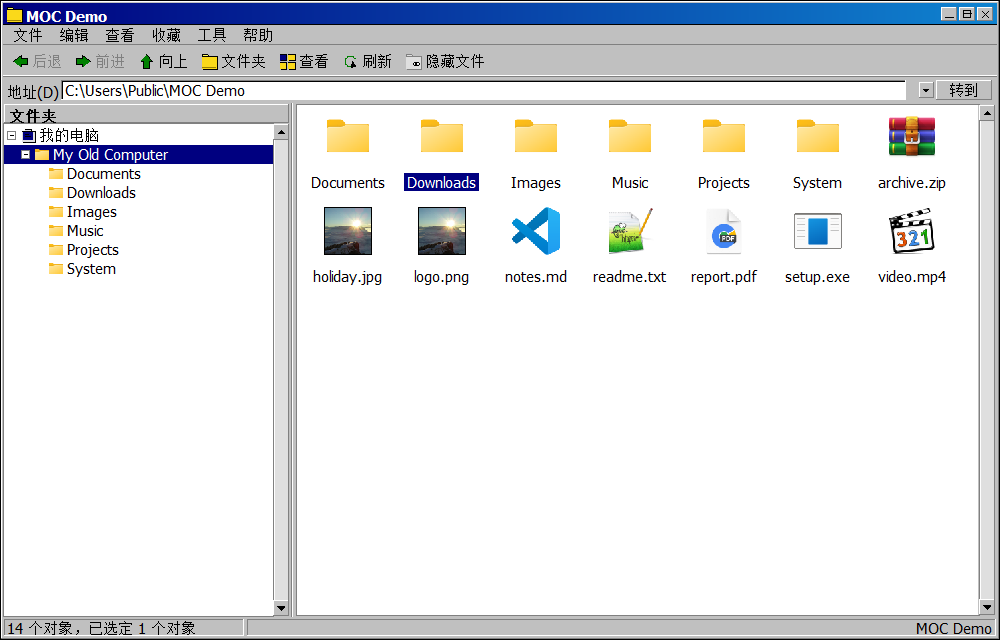 MOC Demo
文件 编辑 查看 收藏 工具 帮助
后退 前进 向上 文件夹 查看 刷新 隐藏文件
地址(D) C:\Users\Public\MOC Demo 转到
文件夹
我的电脑
My Old Computer
Documents
Downloads
Images
Music
Projects
System
Documents Downloads Images Music Projects System archive.zip
holiday.jpg logo.png notes.md readme.txt report.pdf setup.exe video.mp4
14 个对象，已选定 1 个对象 MOC Demo